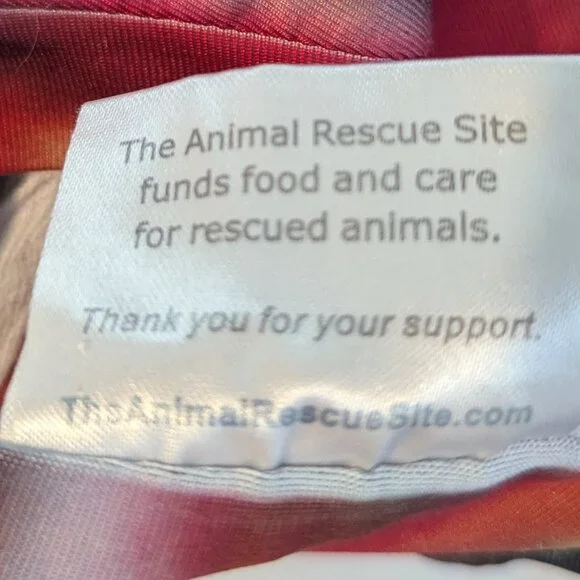 The Animal Rescue Site
funds food and care
for rescued animals.
Thank you for your support.
TheAnimalRescueSite.com